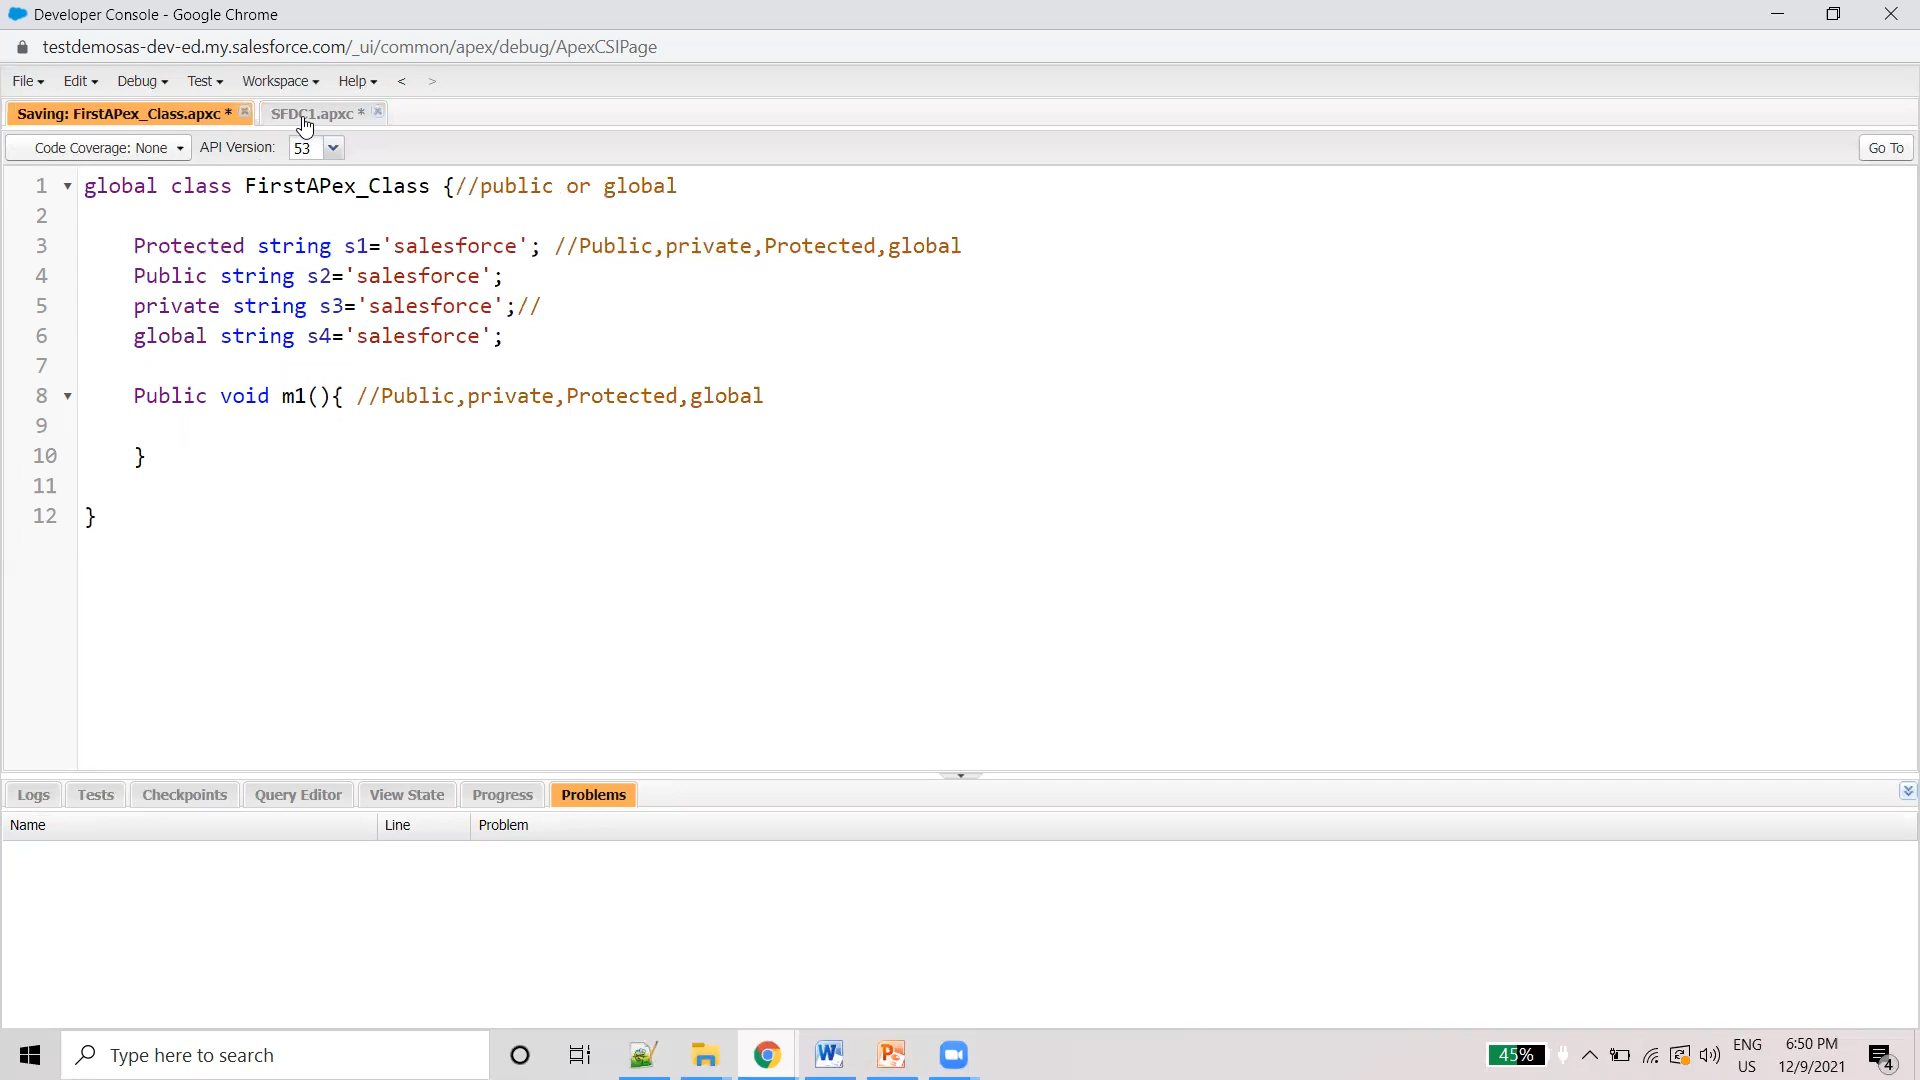 Developer Console - Google Chrome
testdemosas-dev-ed.my.salesforce.com/_ui/common/apex/debug/ApexCSIPage
File Edit Debug Test Workspace Help < >
Saving: FirstAPex_Class.apxc * SFDC1.apxc *
Code Coverage: None API Version: 53 Go To
1 global class FirstAPex_Class {//public or global
2
3 Protected string s1='salesforce'; //Public,private,Protected,global
4 Public string s2='salesforce';
5 private string s3='salesforce';//
6 global string s4='salesforce';
7
8 Public void m1(){ //Public,private,Protected,global
9
10 }
11
12 }
Logs Tests Checkpoints Query Editor View State Progress Problems
Name Line Problem
Type here to search
45% ENG 6:50 PM
US 12/9/2021 4